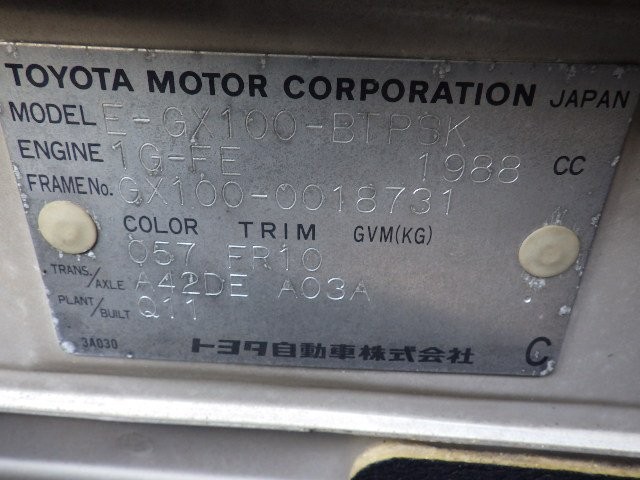 TOYOTA MOTOR CORPORATION JAPAN
MODEL E-GX100-BTPSK
ENGINE 1G-FE 1988 CC
FRAME No. GX100-0018731
COLOR TRIM GVM(KG)
057 FR10
TRANS./AXLE A42DE A03A
PLANT/BUILT Q11
3A030 トヨタ自動車株式会社 C